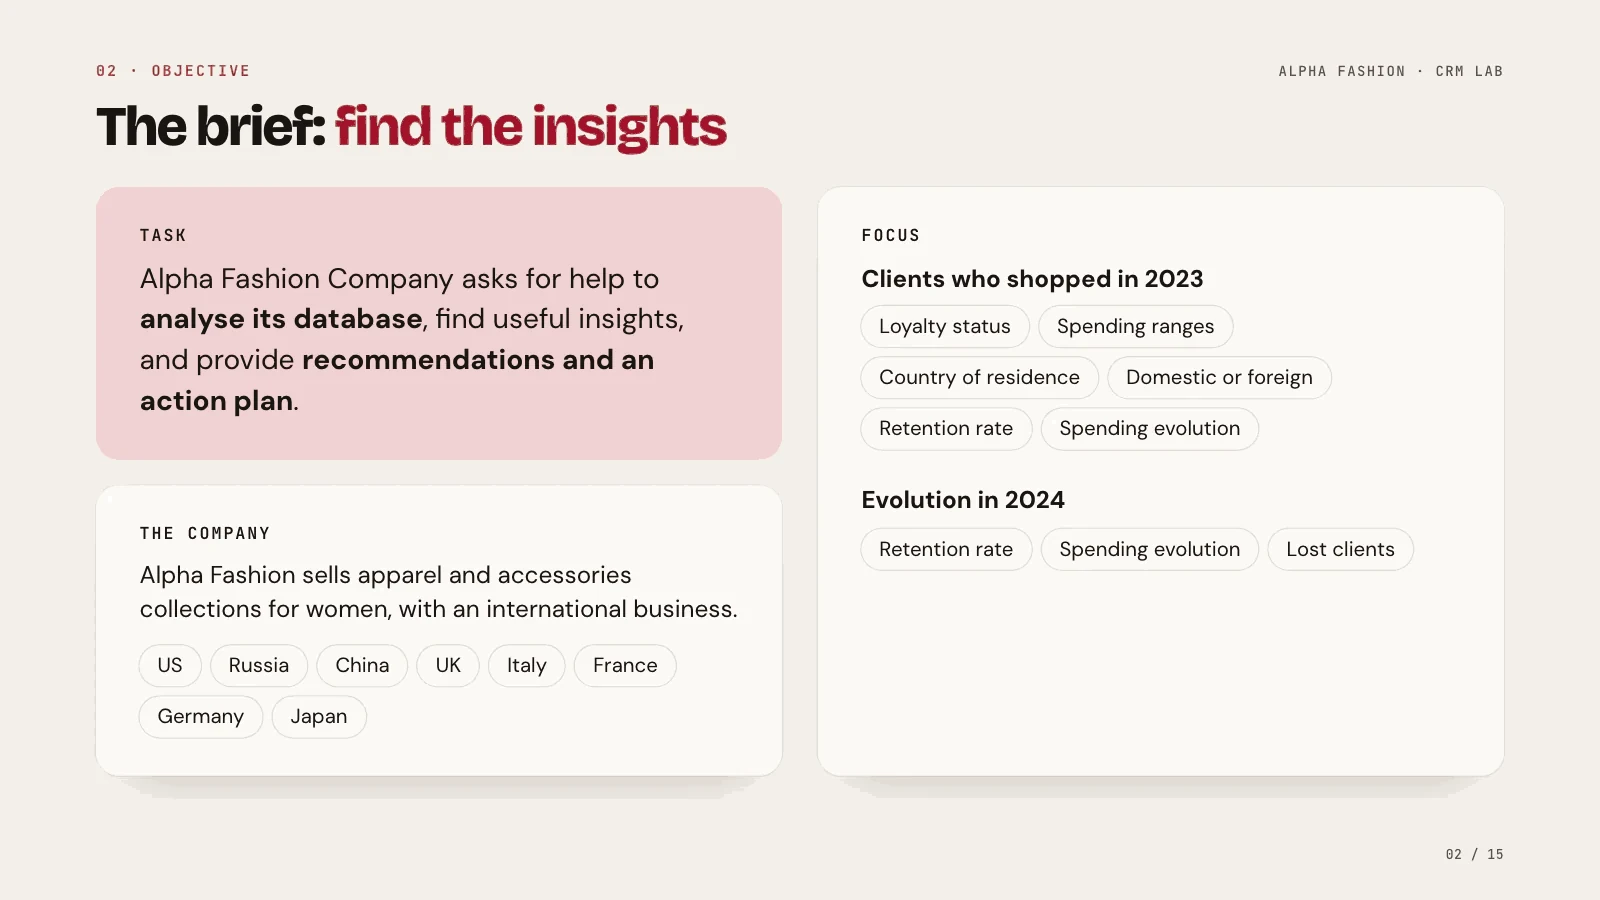 02 · OBJECTIVE
ALPHA FASHION · CRM LAB
The brief: find the insights
TASK
Alpha Fashion Company asks for help to
analyse its database, find useful insights,
and provide recommendations and an
action plan.
THE COMPANY
Alpha Fashion sells apparel and accessories
collections for women, with an international business.
US Russia China UK Italy France
Germany Japan
FOCUS
Clients who shopped in 2023
Loyalty status Spending ranges
Country of residence Domestic or foreign
Retention rate Spending evolution
Evolution in 2024
Retention rate Spending evolution Lost clients
02 / 15